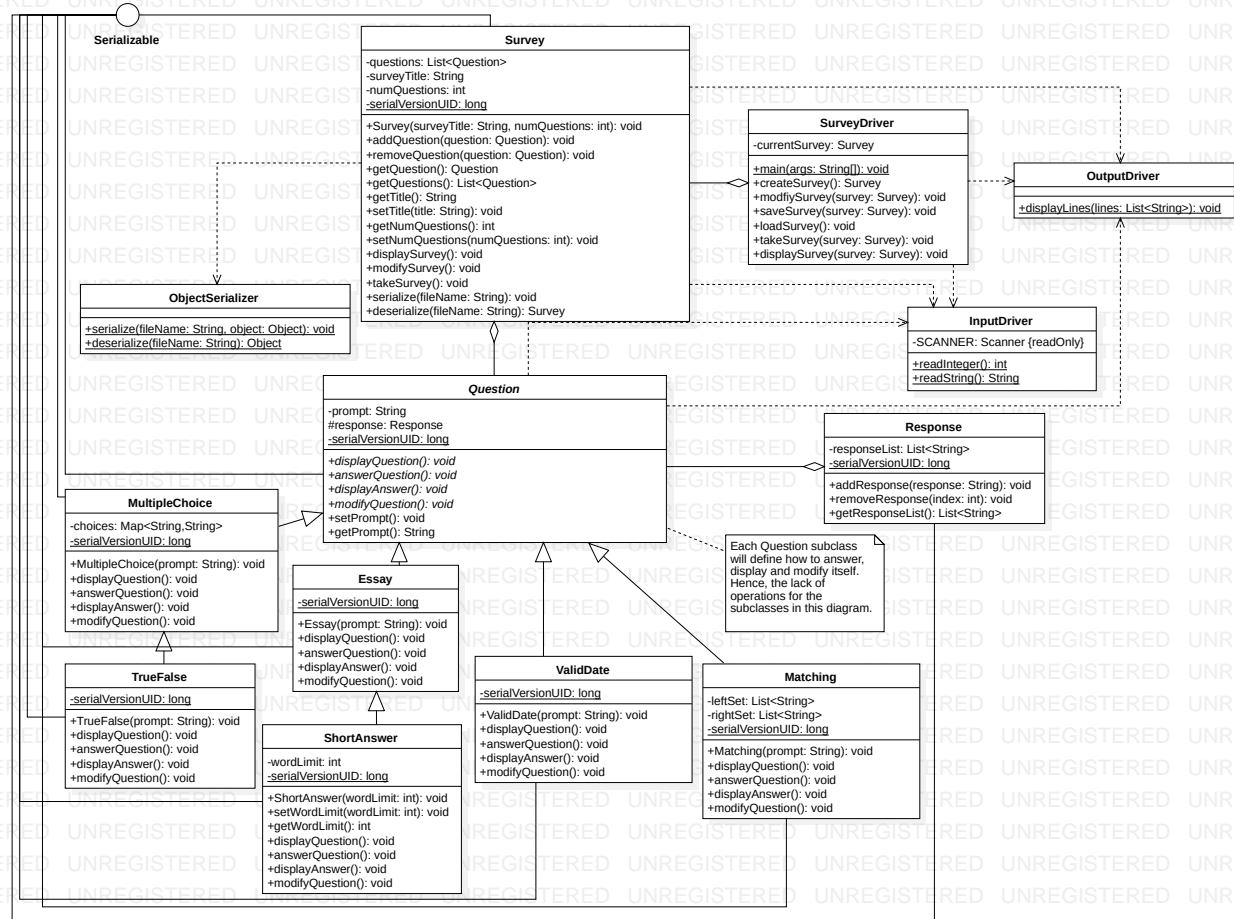 Serializable
Survey
-questions: List<Question>
-surveyTitle: String
-numQuestions: int
-serialVersionUID: long
+Survey(surveyTitle: String, numQuestions: int): void
+addQuestion(question: Question): void
+removeQuestion(question: Question): void
+getQuestion(): Question
+getQuestions(): List<Question>
+getTitle(): String
+setTitle(title: String): void
+getNumQuestions(): int
+setNumQuestions(numQuestions: int): void
+displaySurvey(): void
+modifySurvey(): void
+takeSurvey(): void
+serialize(fileName: String): void
+deserialize(fileName: String): Survey
SurveyDriver
-currentSurvey: Survey
+main(args: String[]): void
+createSurvey(): Survey
+modfiySurvey(survey: Survey): void
+saveSurvey(survey: Survey): void
+loadSurvey(): void
+takeSurvey(survey: Survey): void
+displaySurvey(survey: Survey): void
OutputDriver
+displayLines(lines: List<String>): void
ObjectSerializer
+serialize(fileName: String, object: Object): void
+deserialize(fileName: String): Object
InputDriver
-SCANNER: Scanner {readOnly}
+readInteger(): int
+readString(): String
Question
-prompt: String
#response: Response
-serialVersionUID: long
+displayQuestion(): void
+answerQuestion(): void
+displayAnswer(): void
+modifyQuestion(): void
+setPrompt(): void
+getPrompt(): String
Response
-responseList: List<String>
-serialVersionUID: long
+addResponse(response: String): void
+removeResponse(index: int): void
+getResponseList(): List<String>
MultipleChoice
-choices: Map<String,String>
-serialVersionUID: long
+MultipleChoice(prompt: String): void
+displayQuestion(): void
+answerQuestion(): void
+displayAnswer(): void
+modifyQuestion(): void
Each Question subclass
will define how to answer,
display and modify itself.
Hence, the lack of
operations for the
subclasses in this diagram.
Essay
-serialVersionUID: long
+Essay(prompt: String): void
+displayQuestion(): void
+answerQuestion(): void
+displayAnswer(): void
+modifyQuestion(): void
TrueFalse
-serialVersionUID: long
+TrueFalse(prompt: String): void
+displayQuestion(): void
+answerQuestion(): void
+displayAnswer(): void
+modifyQuestion(): void
ValidDate
-serialVersionUID: long
+ValidDate(prompt: String): void
+displayQuestion(): void
+answerQuestion(): void
+displayAnswer(): void
+modifyQuestion(): void
Matching
-leftSet: List<String>
-rightSet: List<String>
-serialVersionUID: long
+Matching(prompt: String): void
+displayQuestion(): void
+answerQuestion(): void
+displayAnswer(): void
+modifyQuestion(): void
ShortAnswer
-wordLimit: int
-serialVersionUID: long
+ShortAnswer(wordLimit: int): void
+setWordLimit(wordLimit: int): void
+getWordLimit(): int
+displayQuestion(): void
+answerQuestion(): void
+displayAnswer(): void
+modifyQuestion(): void
UNREGISTERED